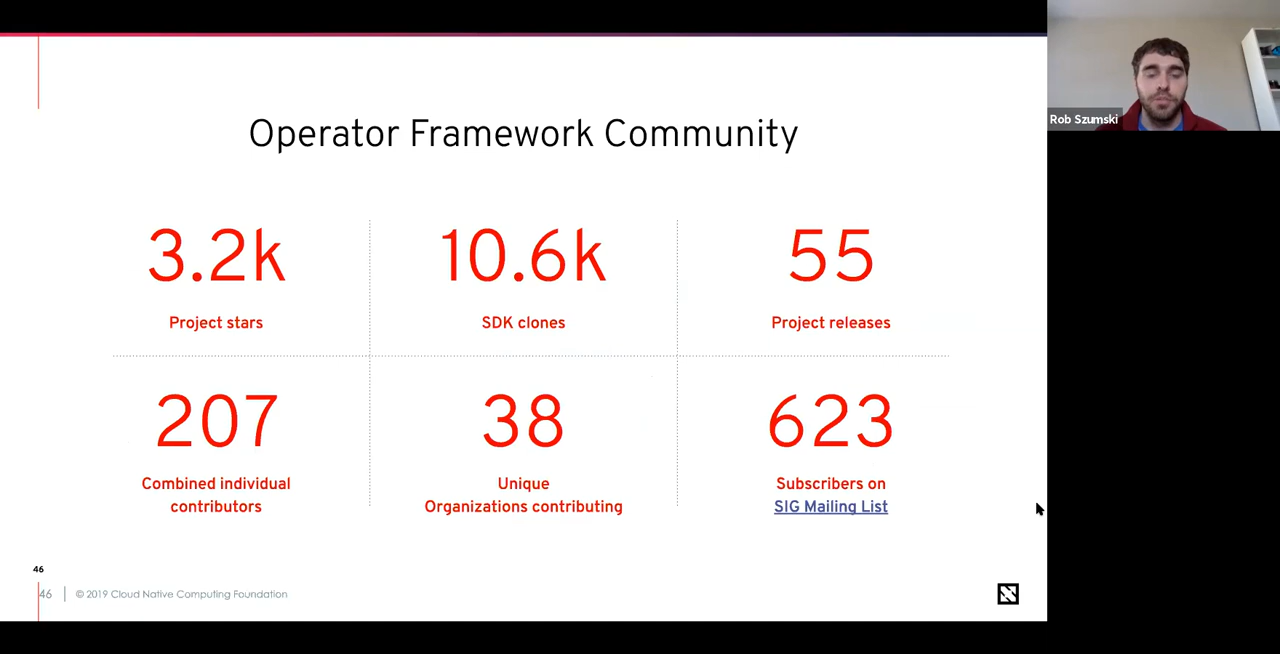 Operator Framework Community
3.2k
Project stars
10.6k
SDK clones
55
Project releases
207
Combined individual
contributors
38
Unique
Organizations contributing
623
Subscribers on
SIG Mailing List
46
46
© 2019 Cloud Native Computing Foundation
Rob Szumski